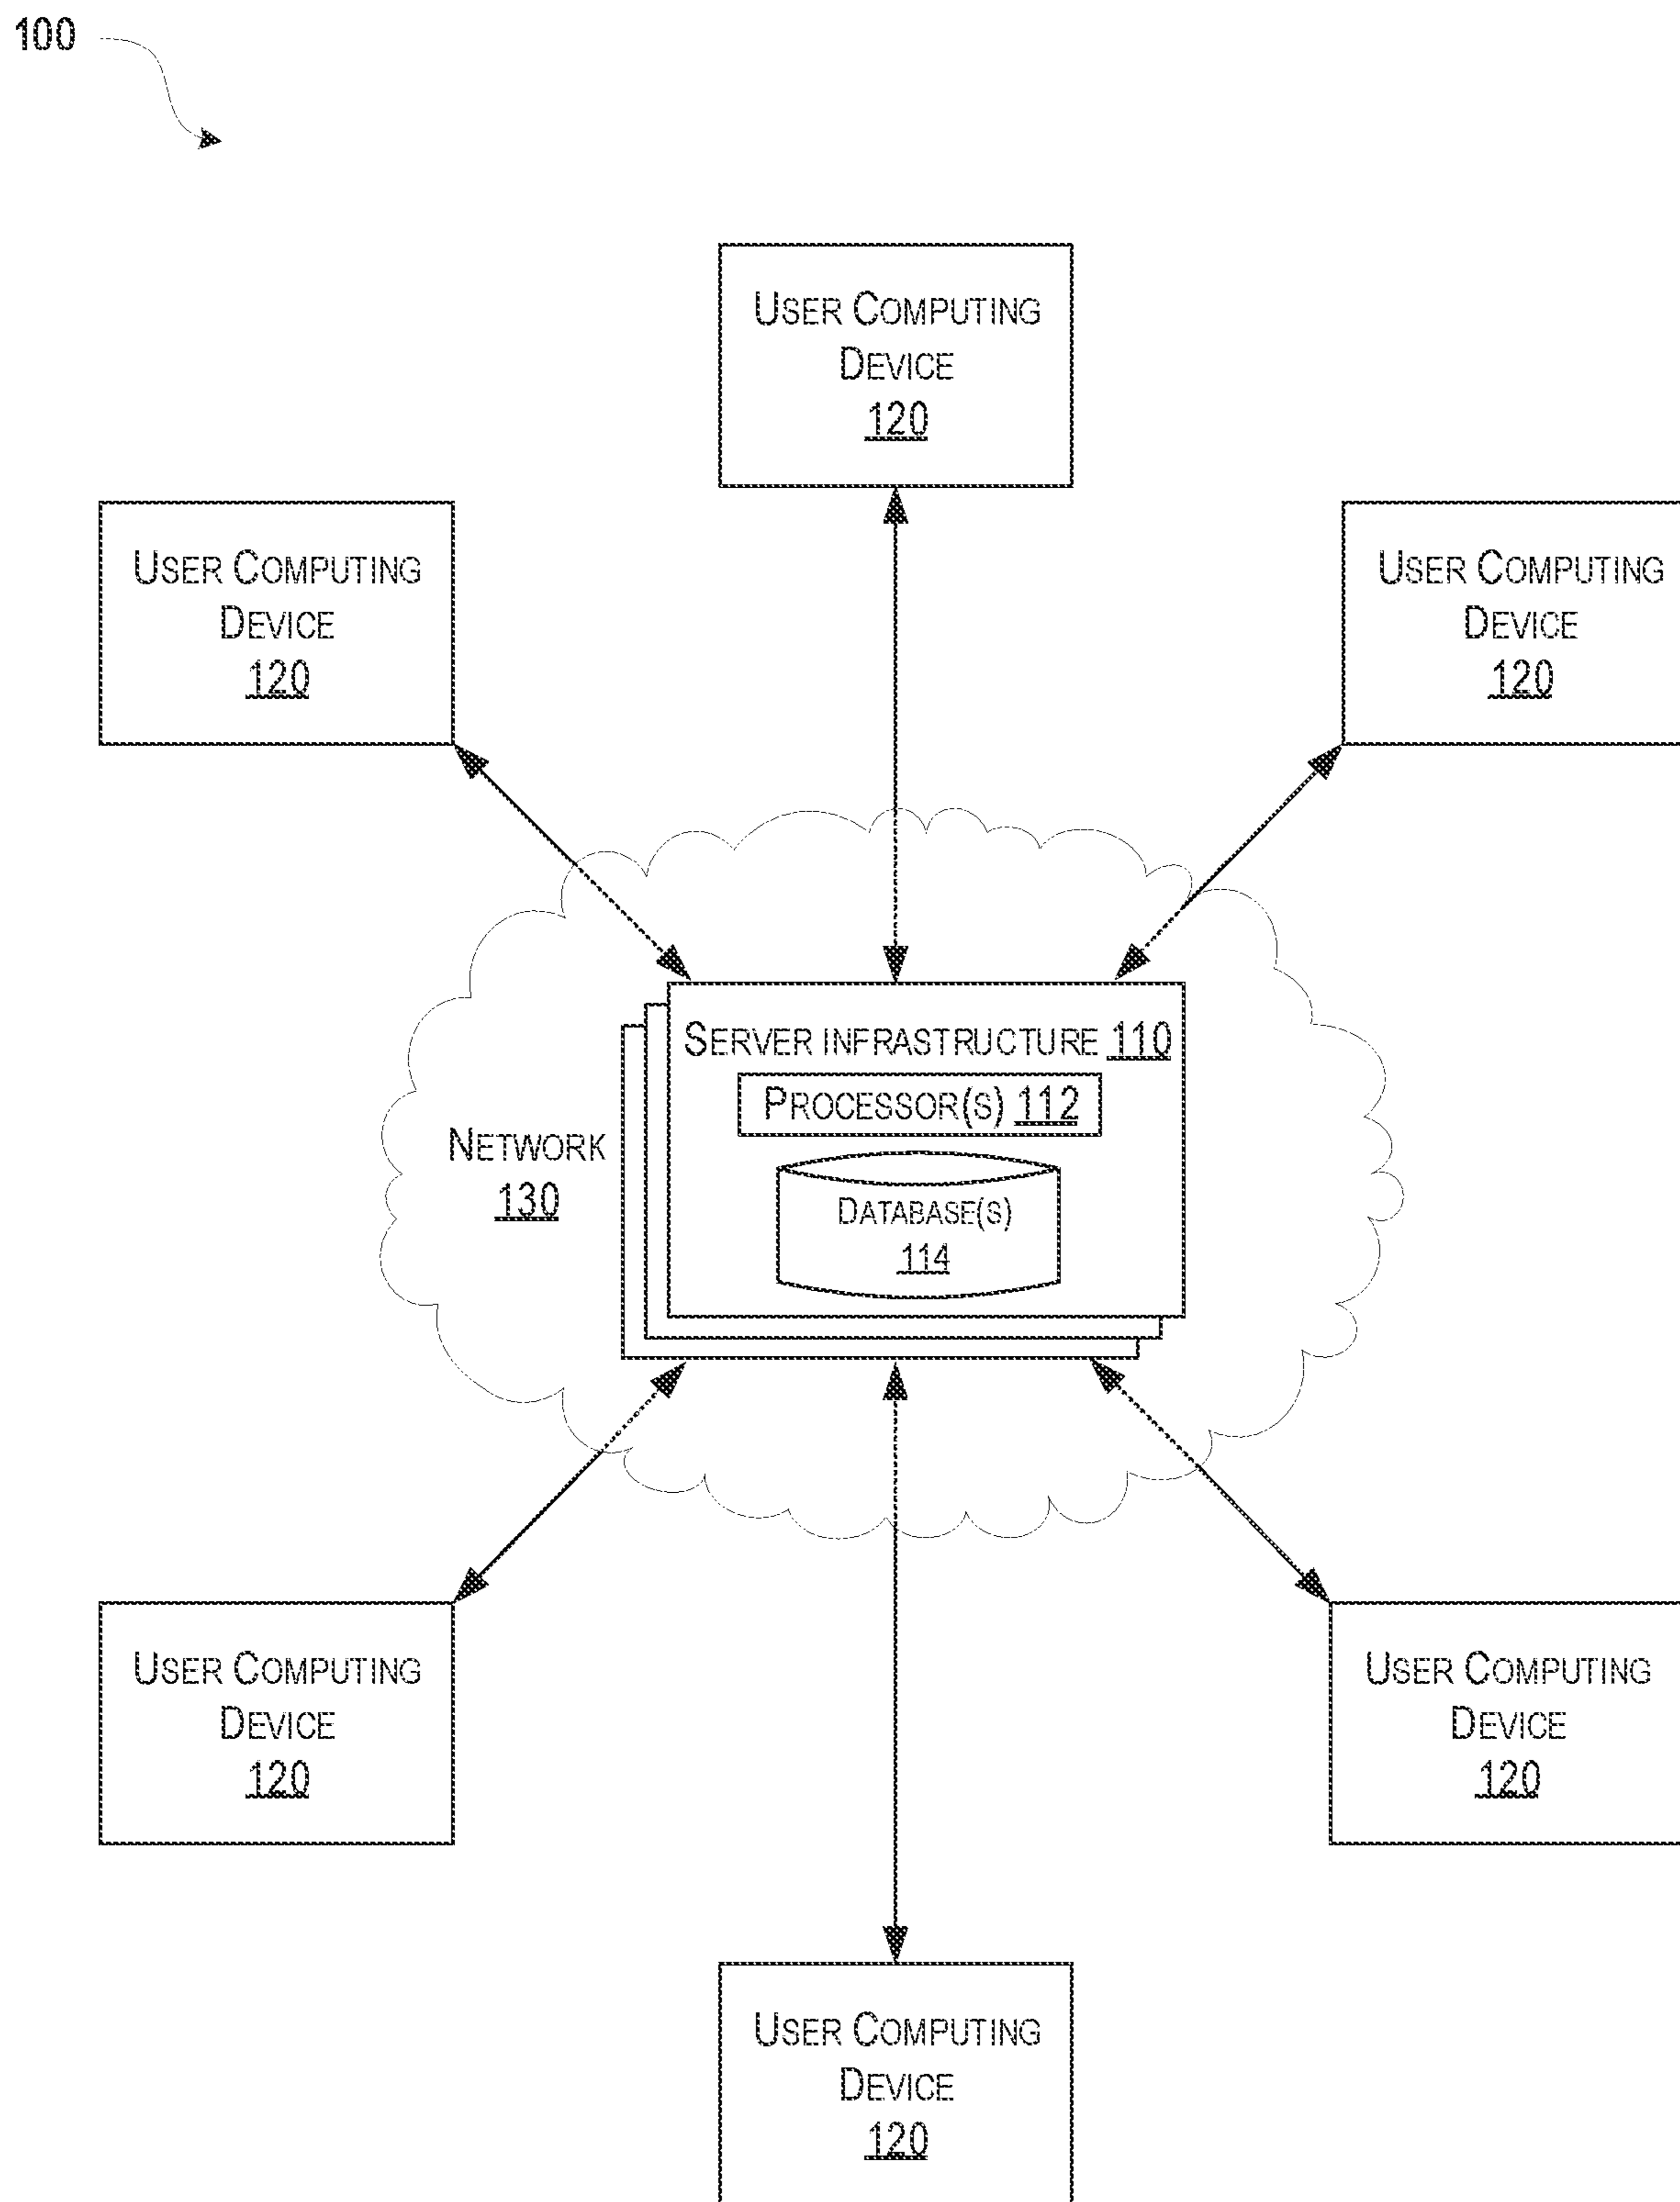 100
User Computing
Device
120
User Computing
Device
120
User Computing
Device
120
Server infrastructure 110
Processor(s) 112
Network
130
Database(s)
114
User Computing
Device
120
User Computing
Device
120
User Computing
Device
120